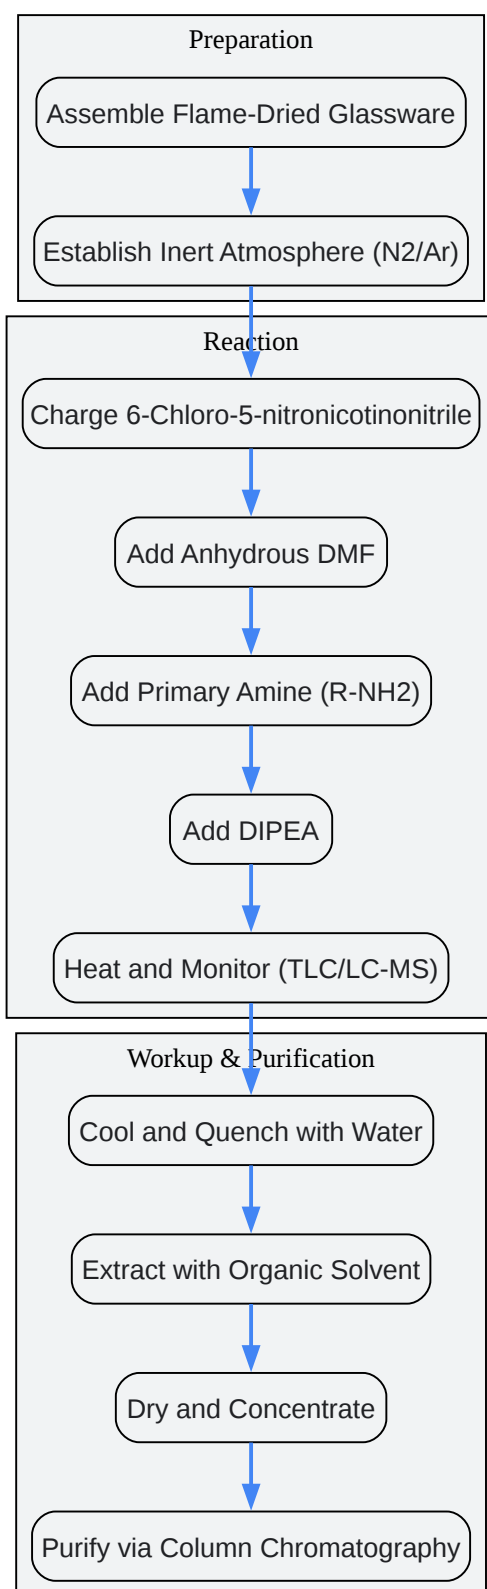 Preparation
Assemble Flame-Dried Glassware
Establish Inert Atmosphere (N2/Ar)
Reaction
Charge 6-Chloro-5-nitronicotinonitrile
Add Anhydrous DMF
Add Primary Amine (R-NH2)
Add DIPEA
Heat and Monitor (TLC/LC-MS)
Workup & Purification
Cool and Quench with Water
Extract with Organic Solvent
Dry and Concentrate
Purify via Column Chromatography